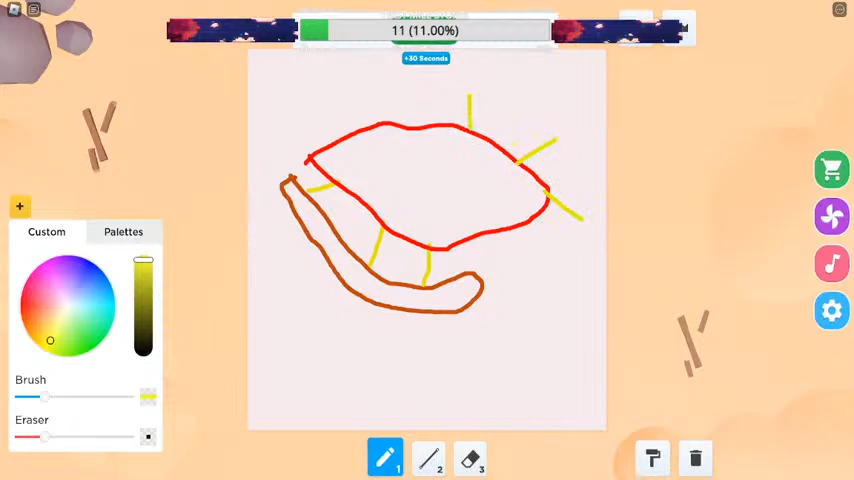 11 (11.00%)
+30 Seconds
+
Custom
Palettes
Brush
Eraser
1
2
3